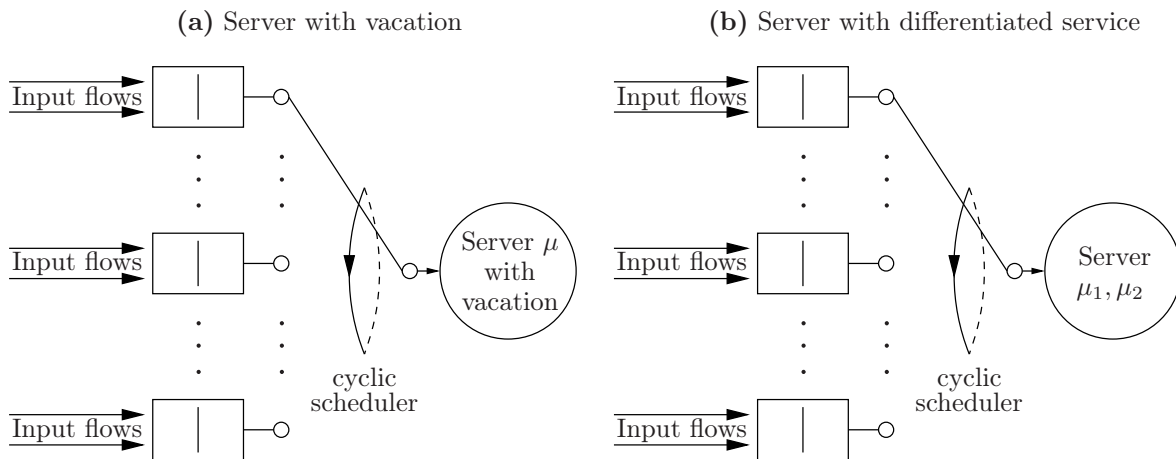 (a) Server with vacation
Input flows
Input flows
Input flows
Server μ
with
vacation
cyclic
scheduler
(b) Server with differentiated service
Input flows
Input flows
Input flows
Server
μ₁, μ₂
cyclic
scheduler